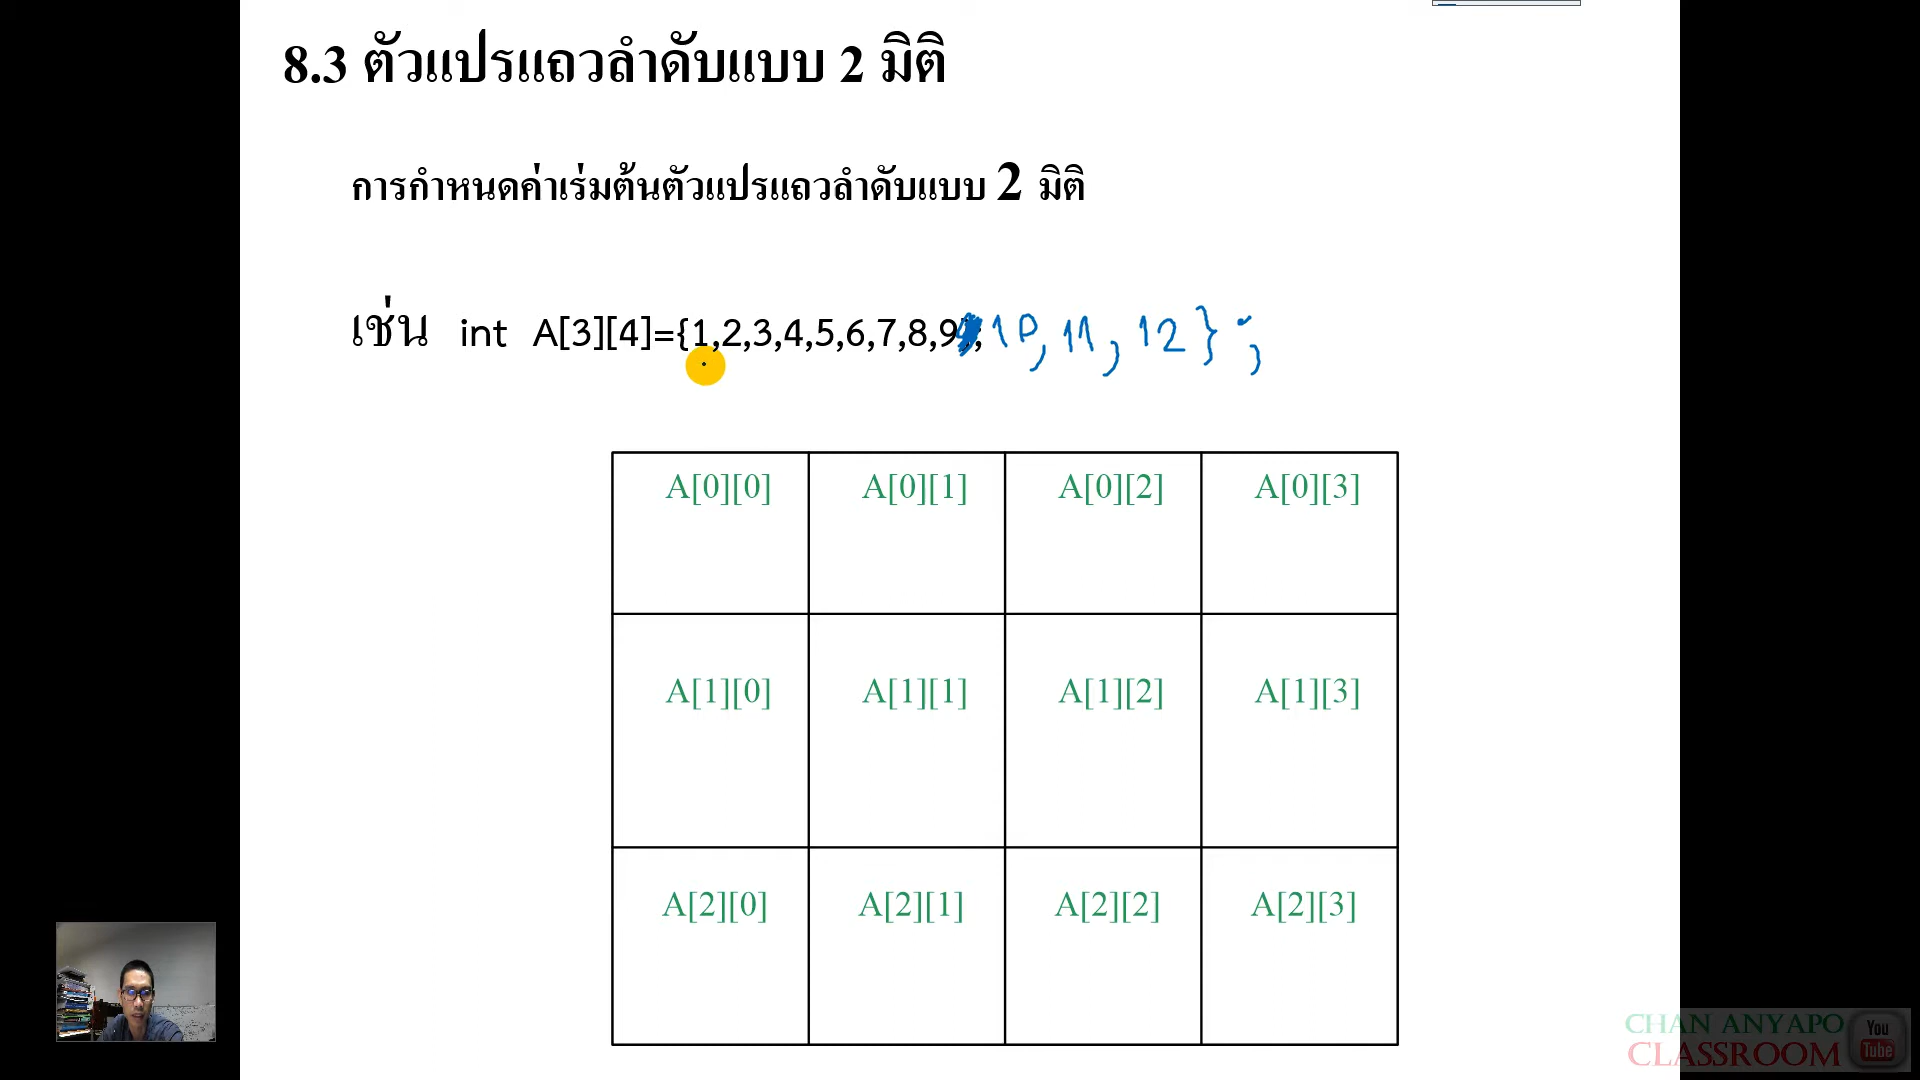 8.3 ตัวแปรแถวลำดับแบบ 2 มิติ
การกำหนดค่าเร่มต้นตัวแปรแถวลำดับแบบ 2 มิติ
เช่น int A[3][4]={1,2,3,4,5,6,7,8,9, 10, 11, 12 } ;
A[0][0] A[0][1] A[0][2] A[0][3]
A[1][0] A[1][1] A[1][2] A[1][3]
A[2][0] A[2][1] A[2][2] A[2][3]
CHAN ANYAPO
CLASSROOM
You
Tube